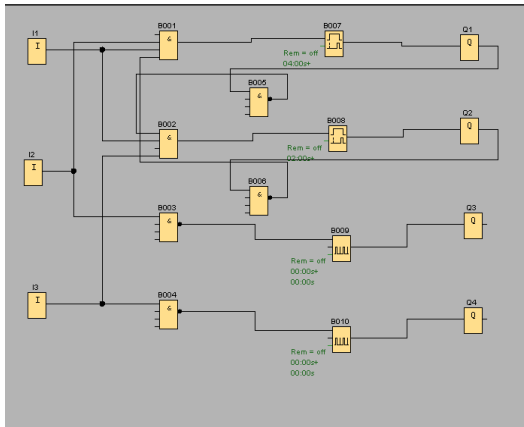 I1
I
B001
&
B007
Rem = off
04:00s+
Q1
Q
B005
&
B002
&
B008
Rem = off
02:00s+
Q2
Q
I2
I
B006
&
B003
&
B009
Rem = off
00:00s+
00:00s
Q3
Q
I3
I
B004
&
B010
Rem = off
00:00s+
00:00s
Q4
Q